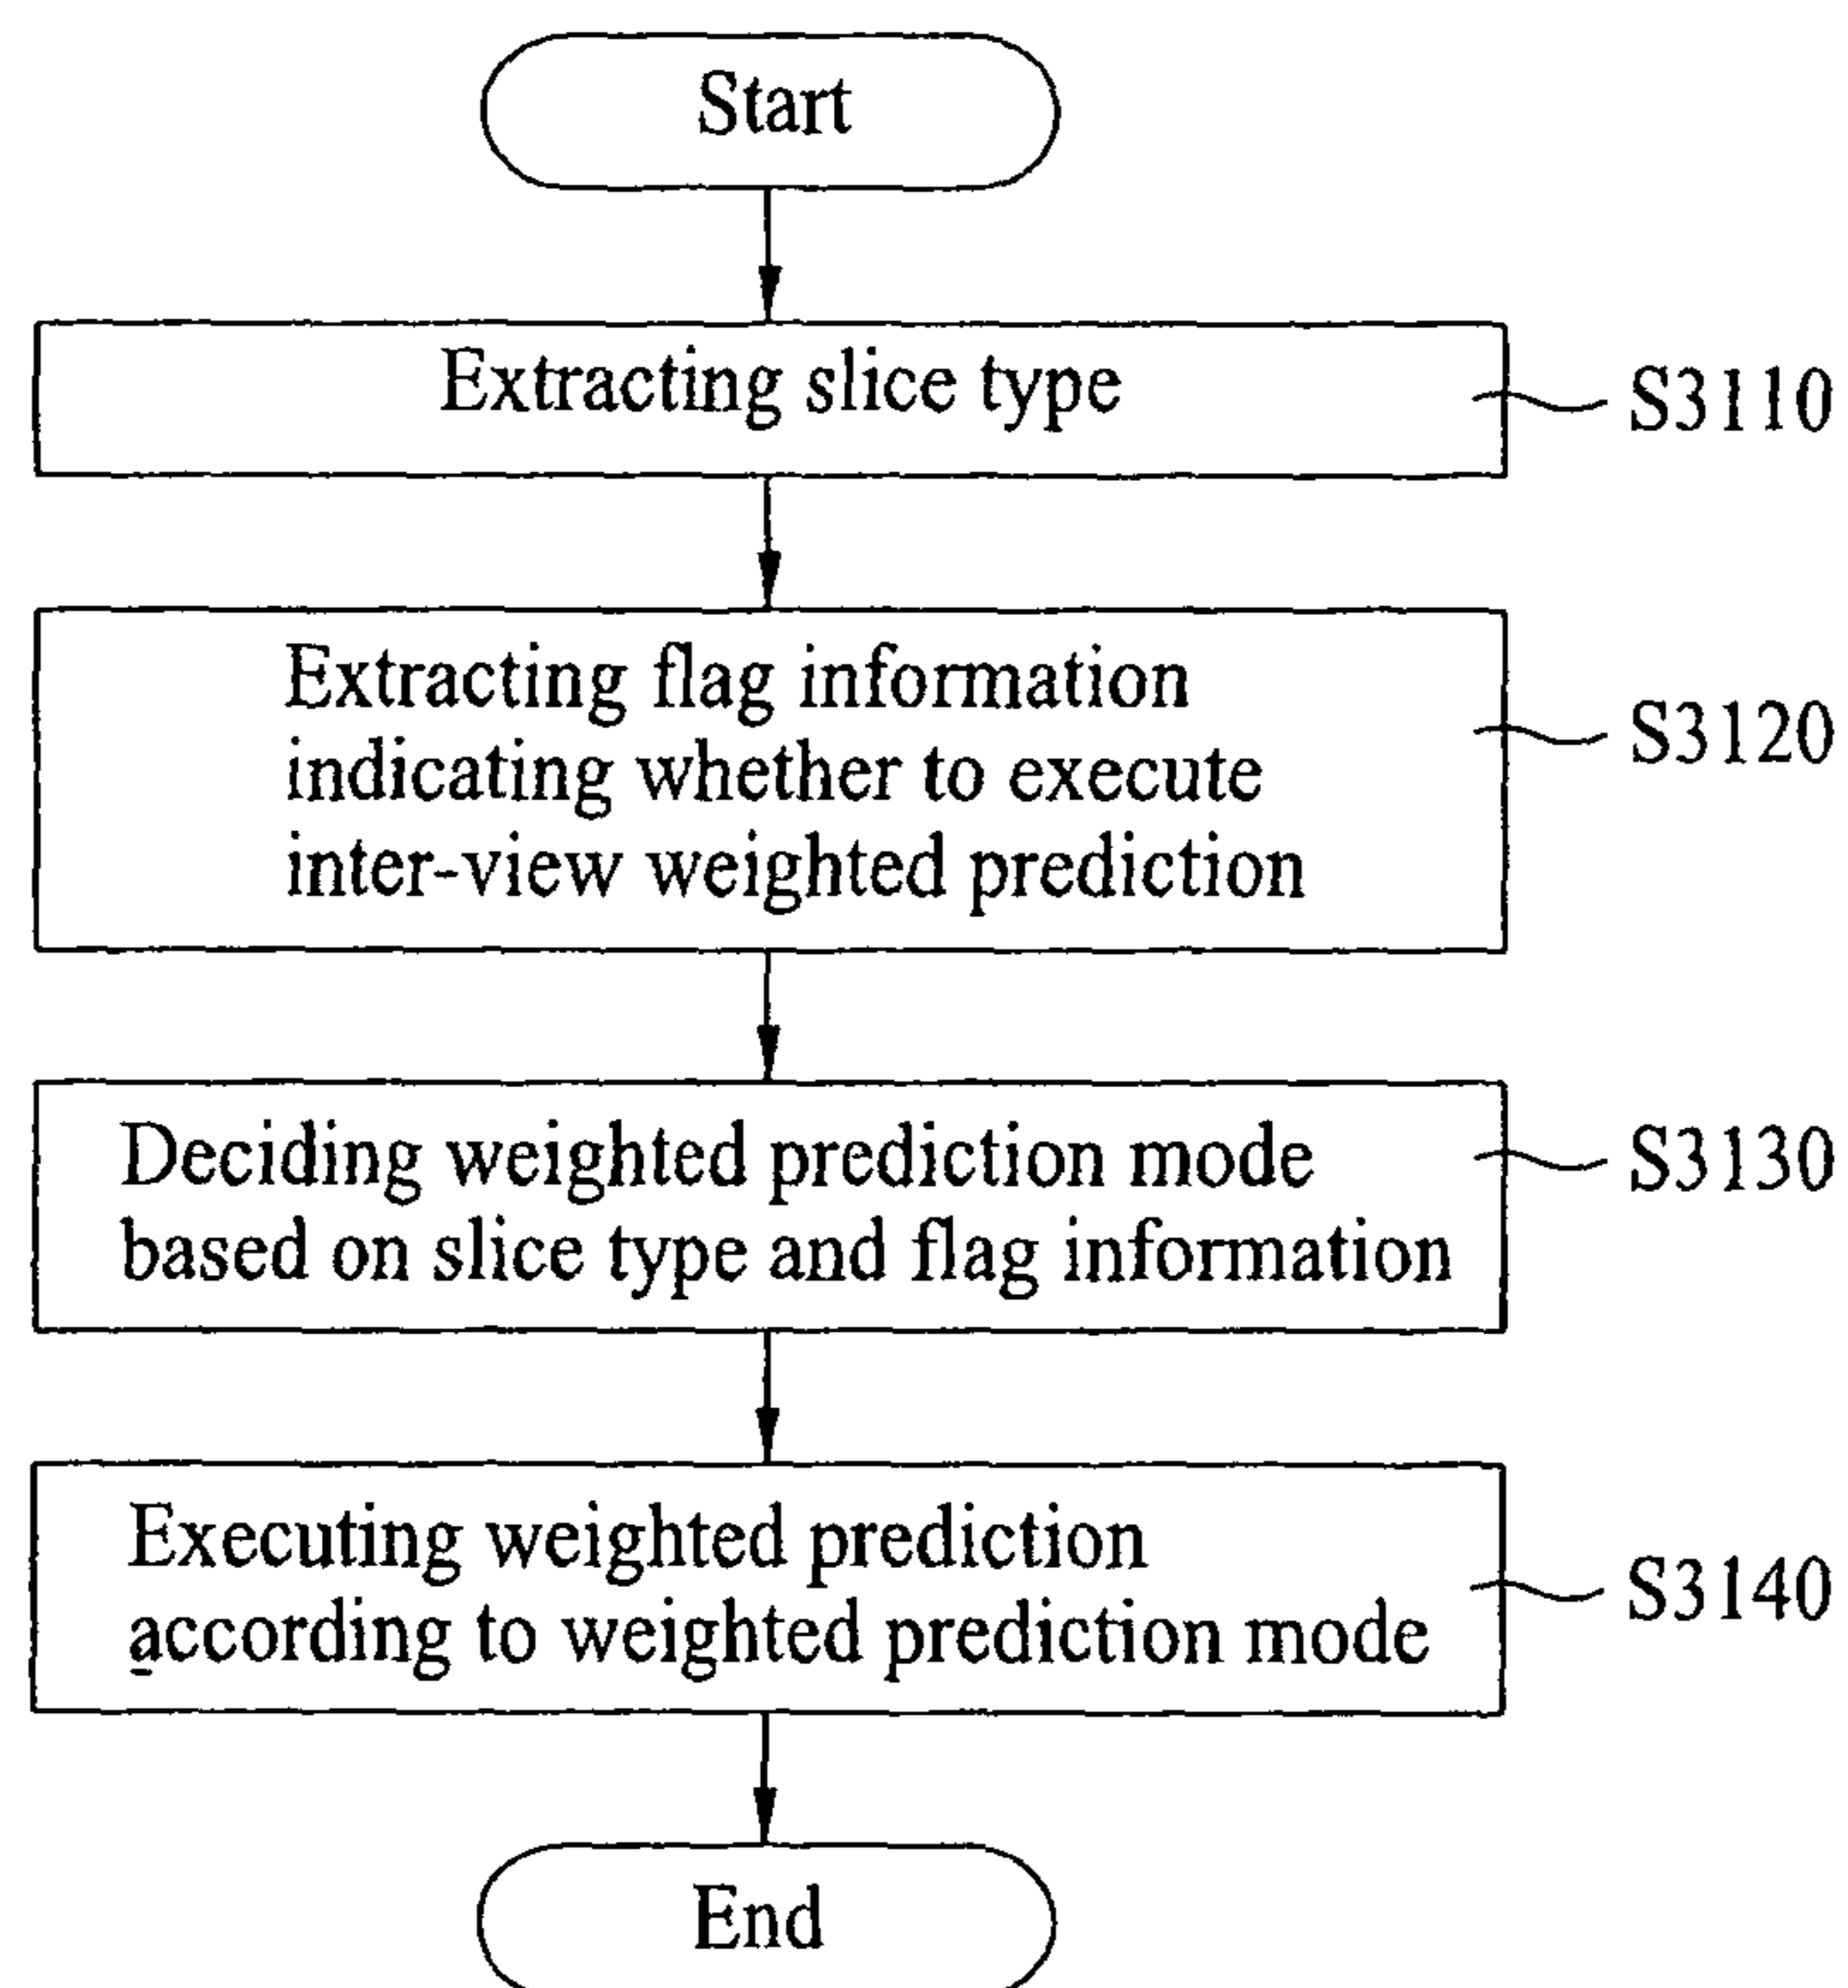 Start
Extracting slice type
S3110
Extracting flag information
indicating whether to execute
inter-view weighted prediction
S3120
Deciding weighted prediction mode
based on slice type and flag information
S3130
Executing weighted prediction
according to weighted prediction mode
S3140
End